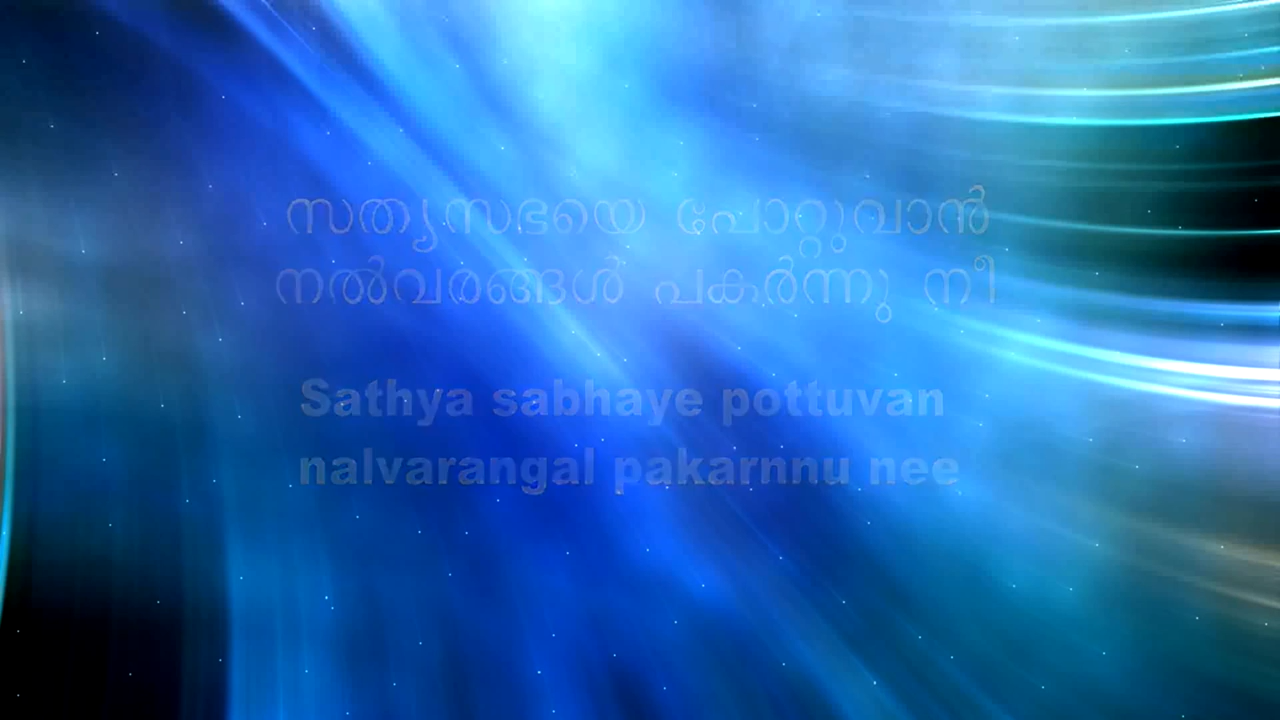 സത്യസഭയെ പോറ്റുവാൻ
നൽവരങ്ങൾ പകർന്നു നീ
Sathya sabhaye pottuvan
nalvarangal pakarnnu nee